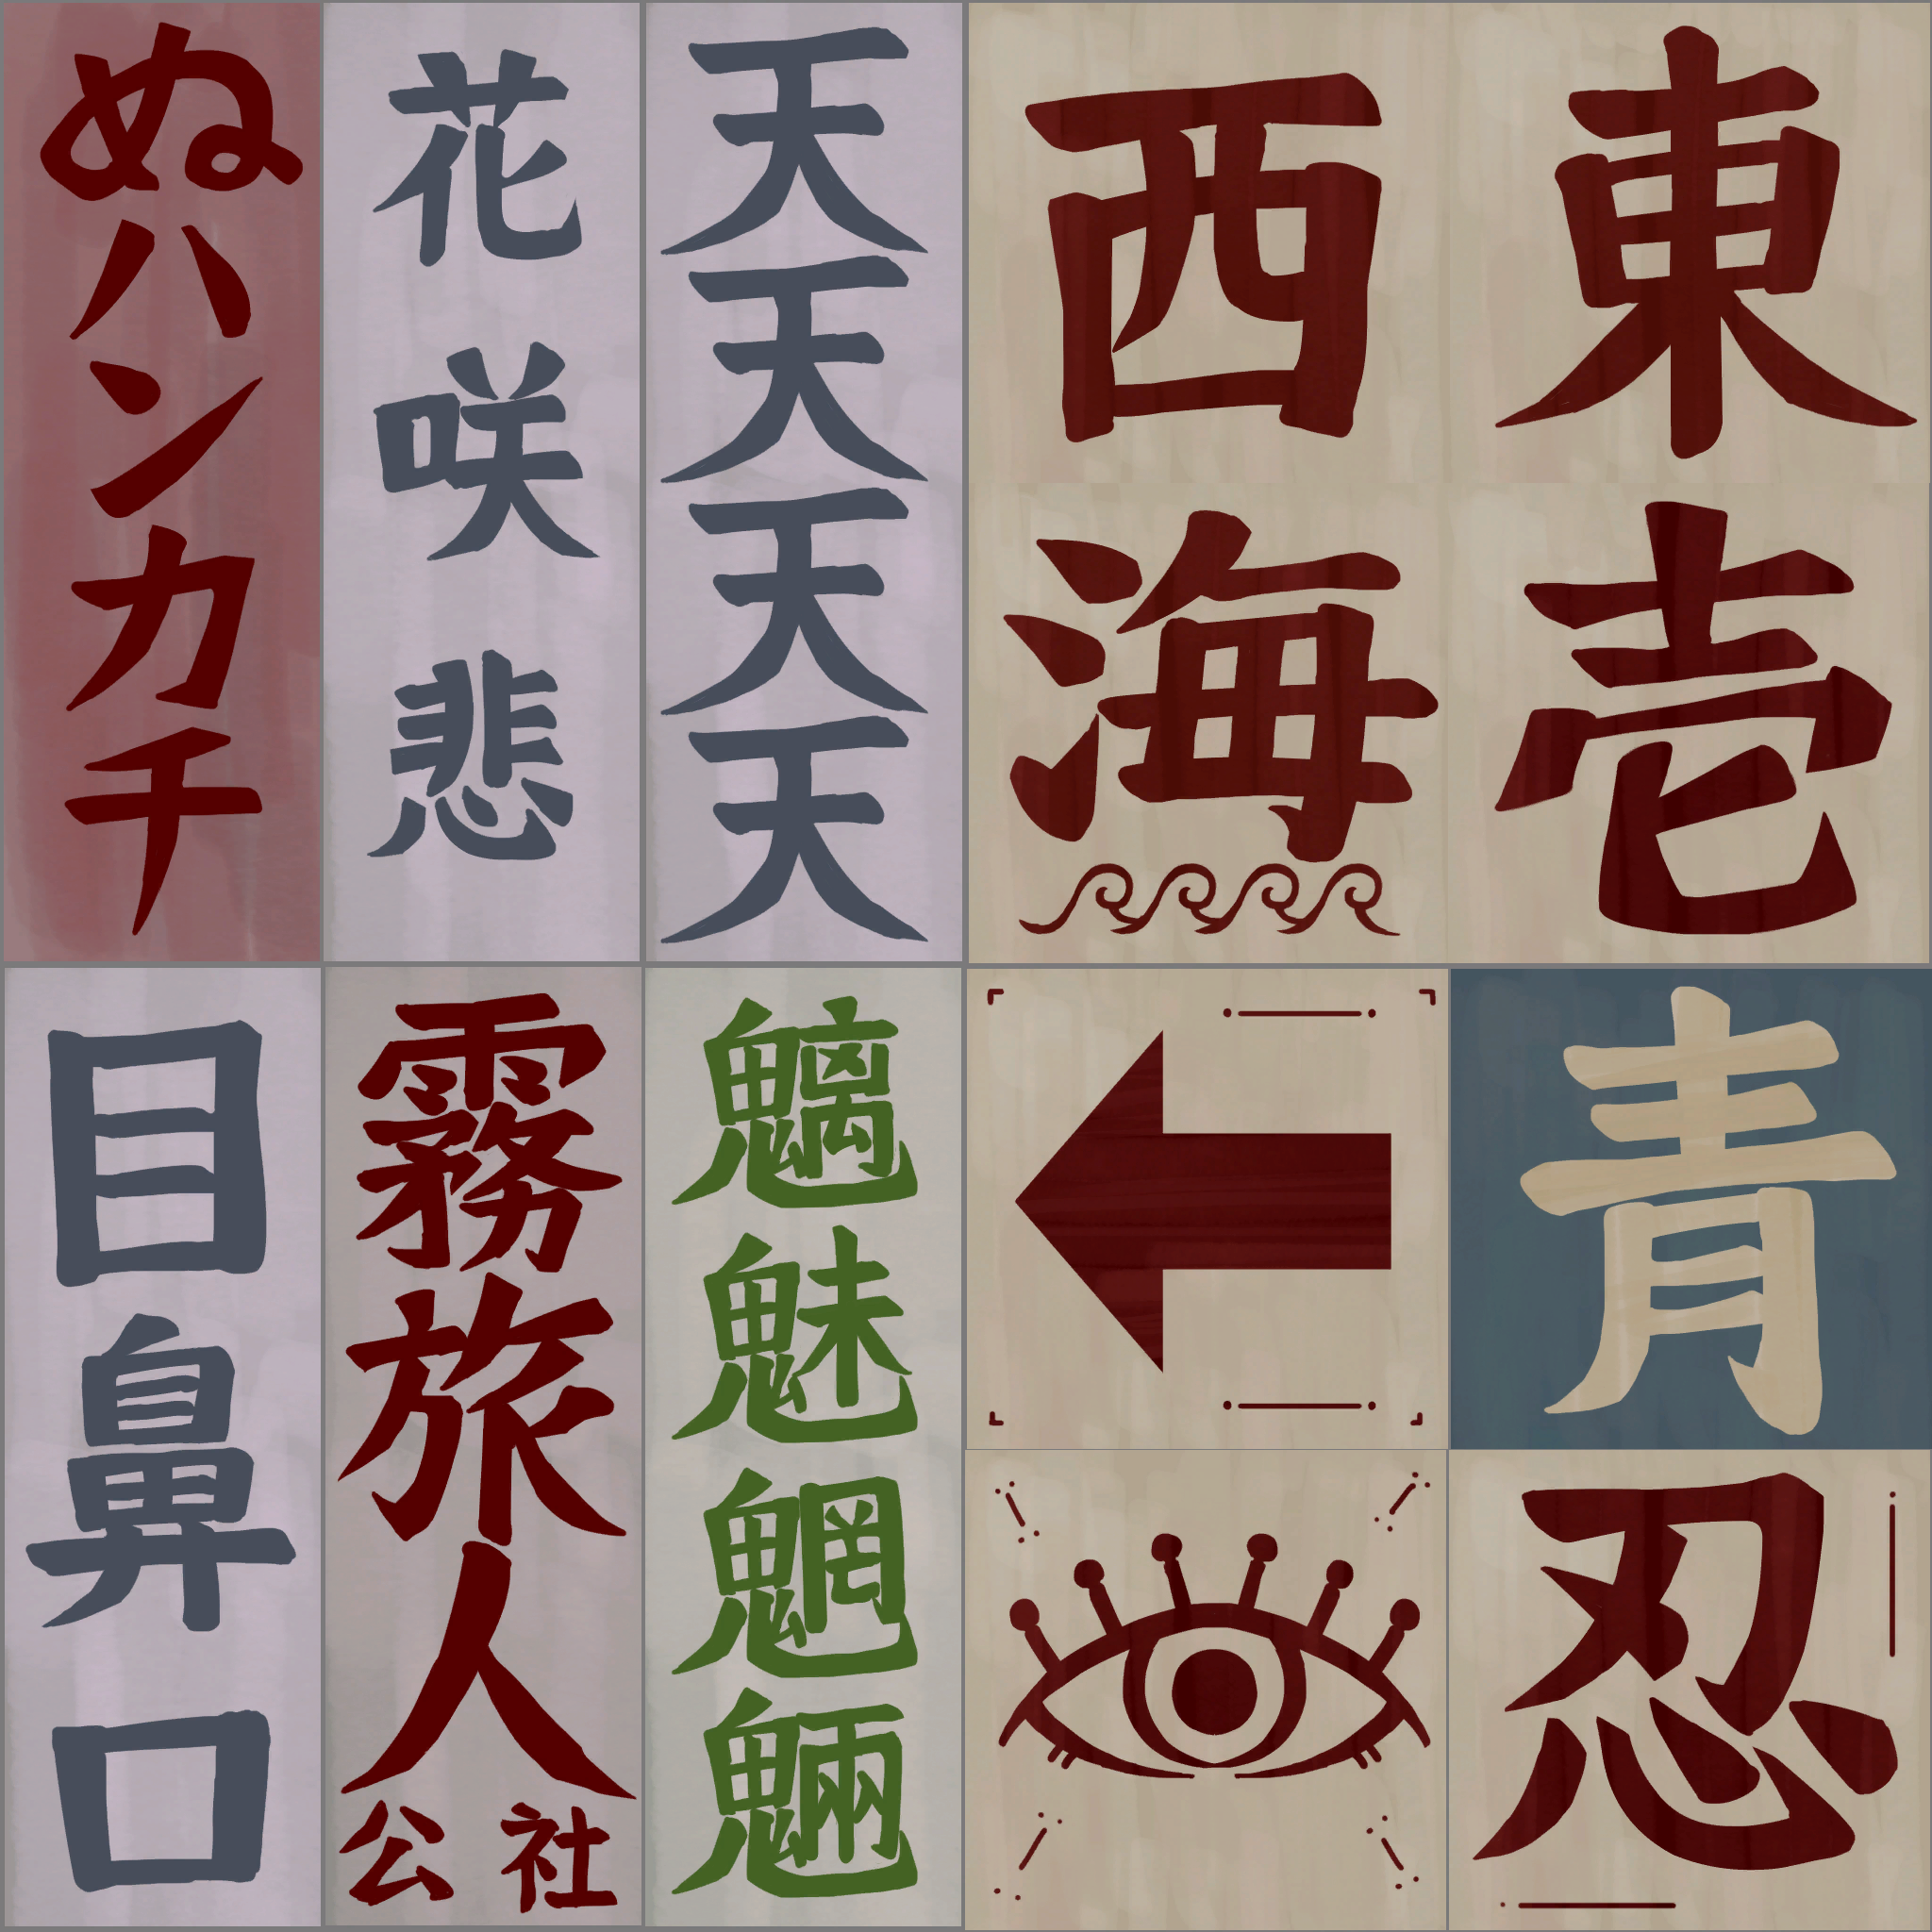 ぬハンカチ
花咲悲
天天天天
西
東
海
壱
目鼻口
霧旅人
公社
魑魅魍魎
青
忍